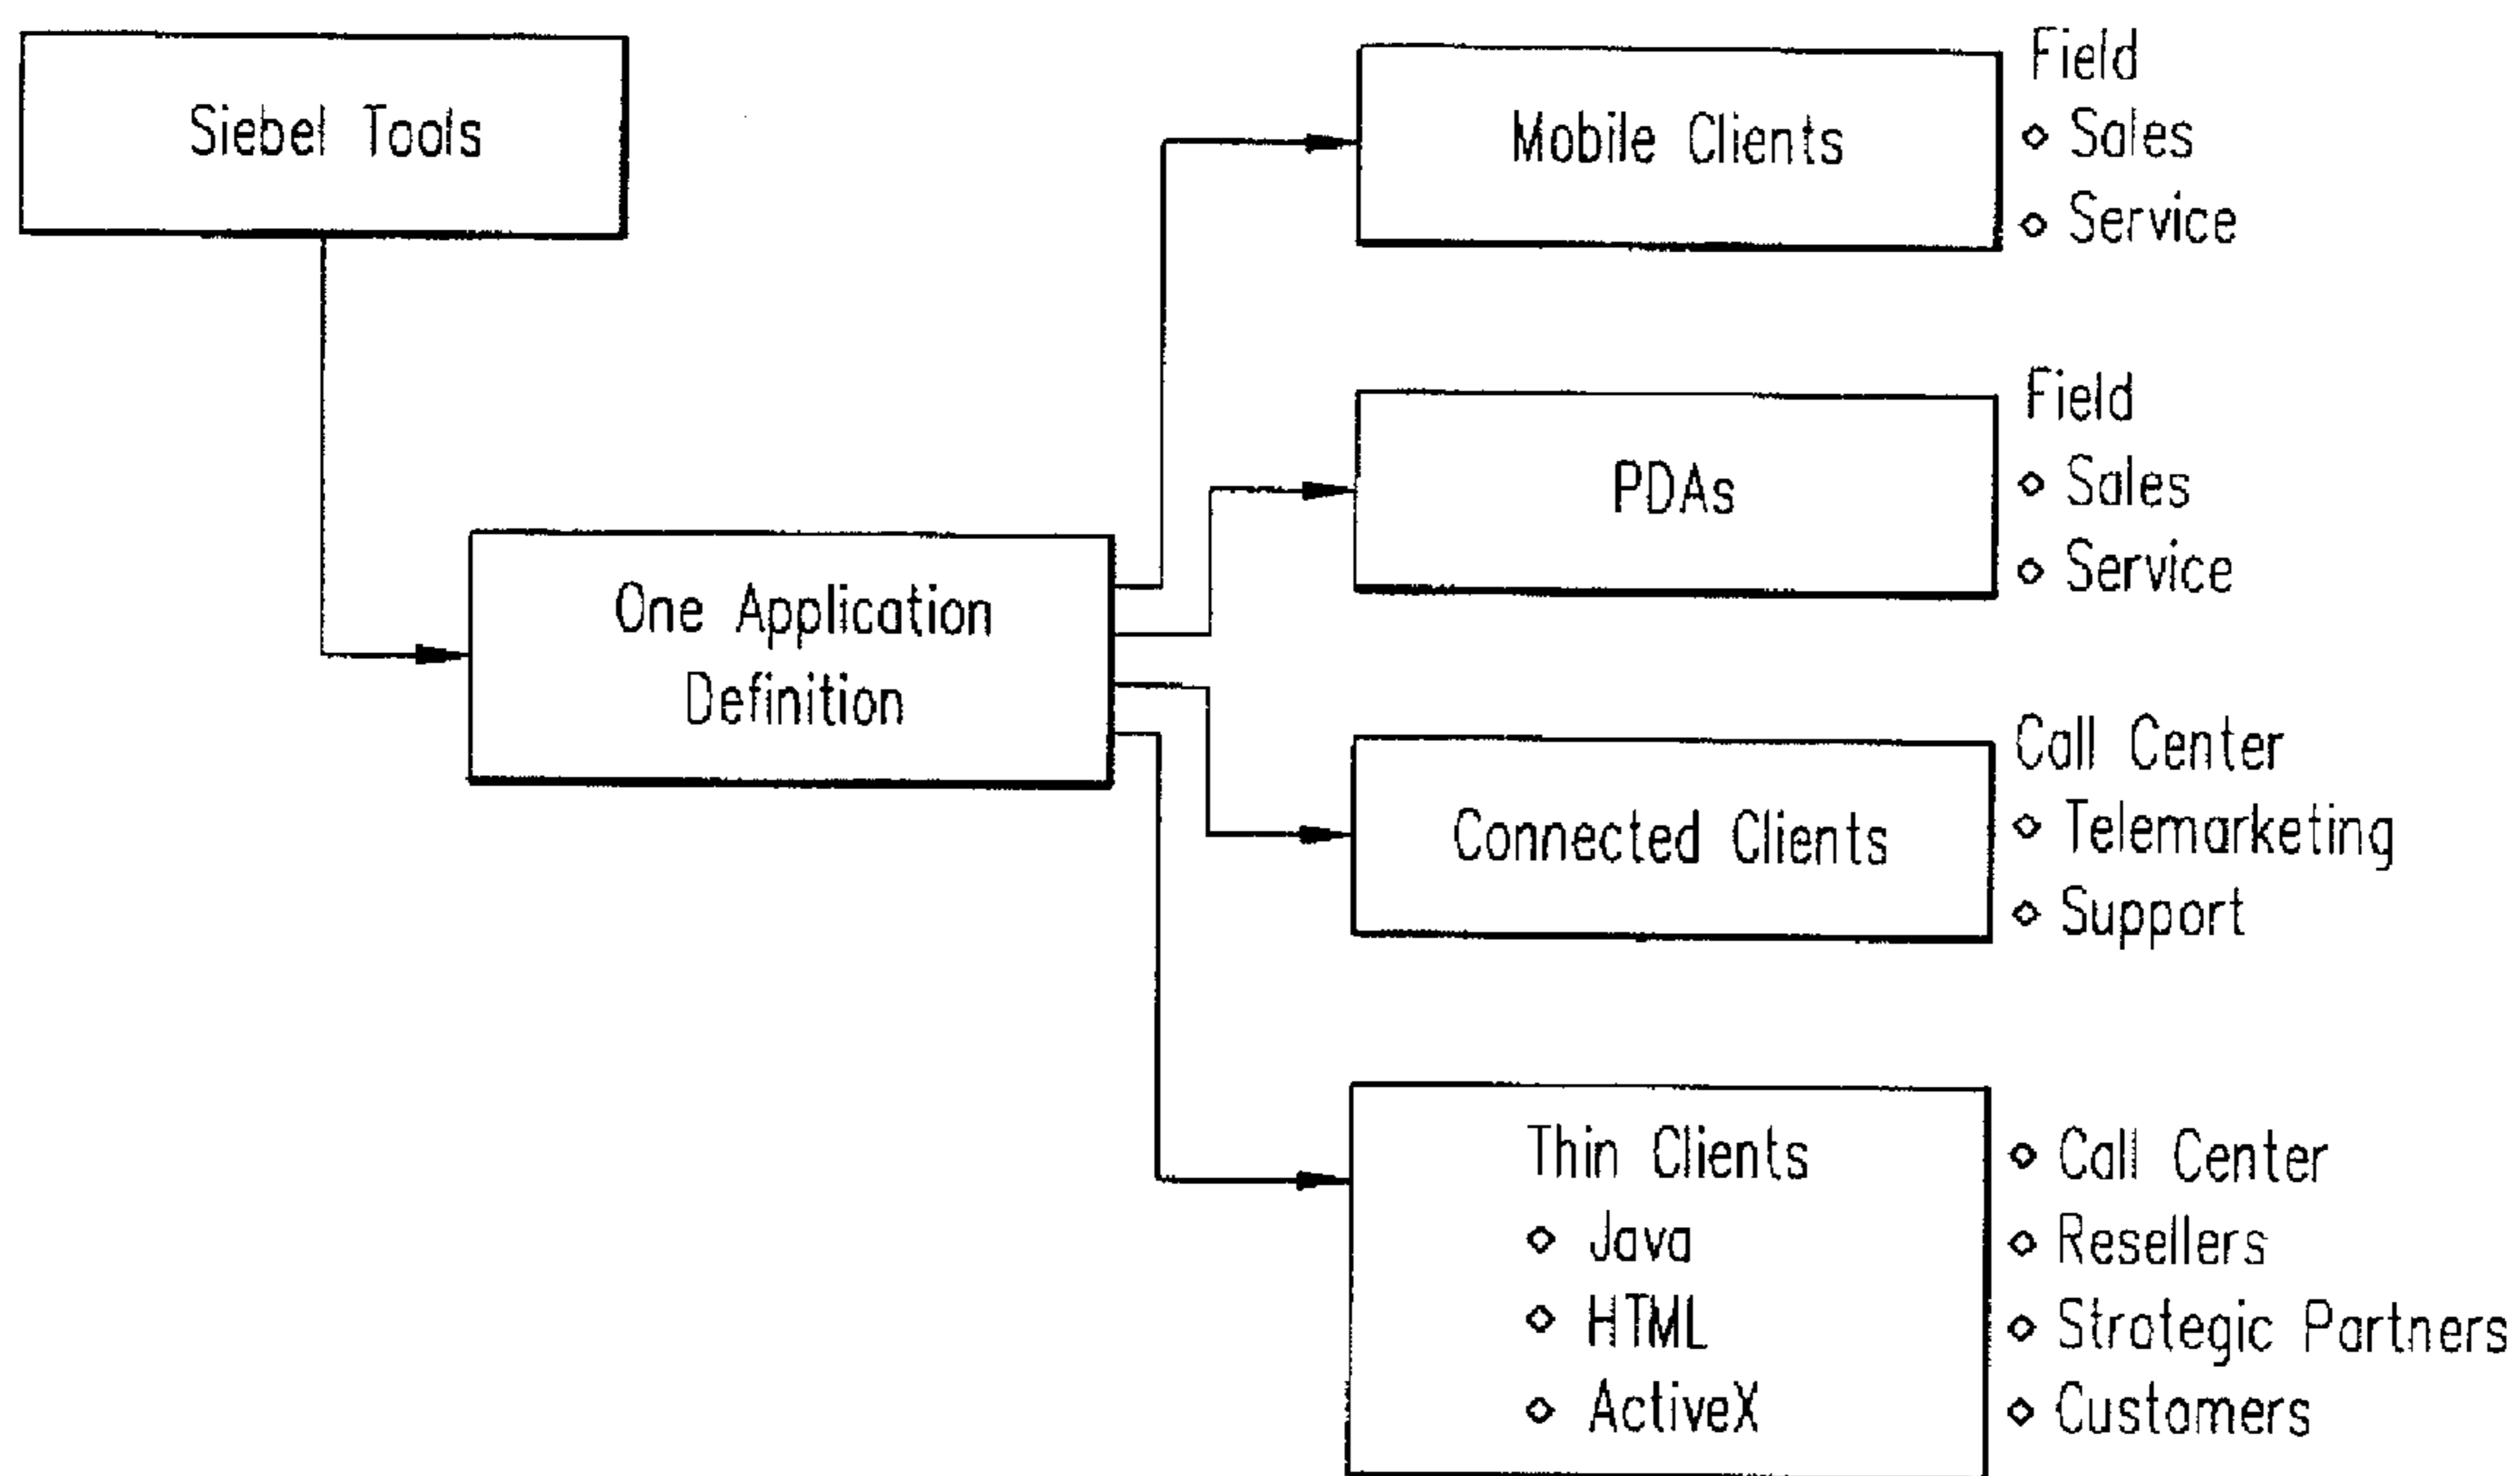 Siebel Tools
Mobile Clients
Field
◇ Sales
◇ Service
PDAs
Field
◇ Sales
◇ Service
One Application
Definition
Connected Clients
Call Center
◇ Telemarketing
◇ Support
Thin Clients
◇ Java
◇ HTML
◇ ActiveX
◇ Call Center
◇ Resellers
◇ Strategic Partners
◇ Customers